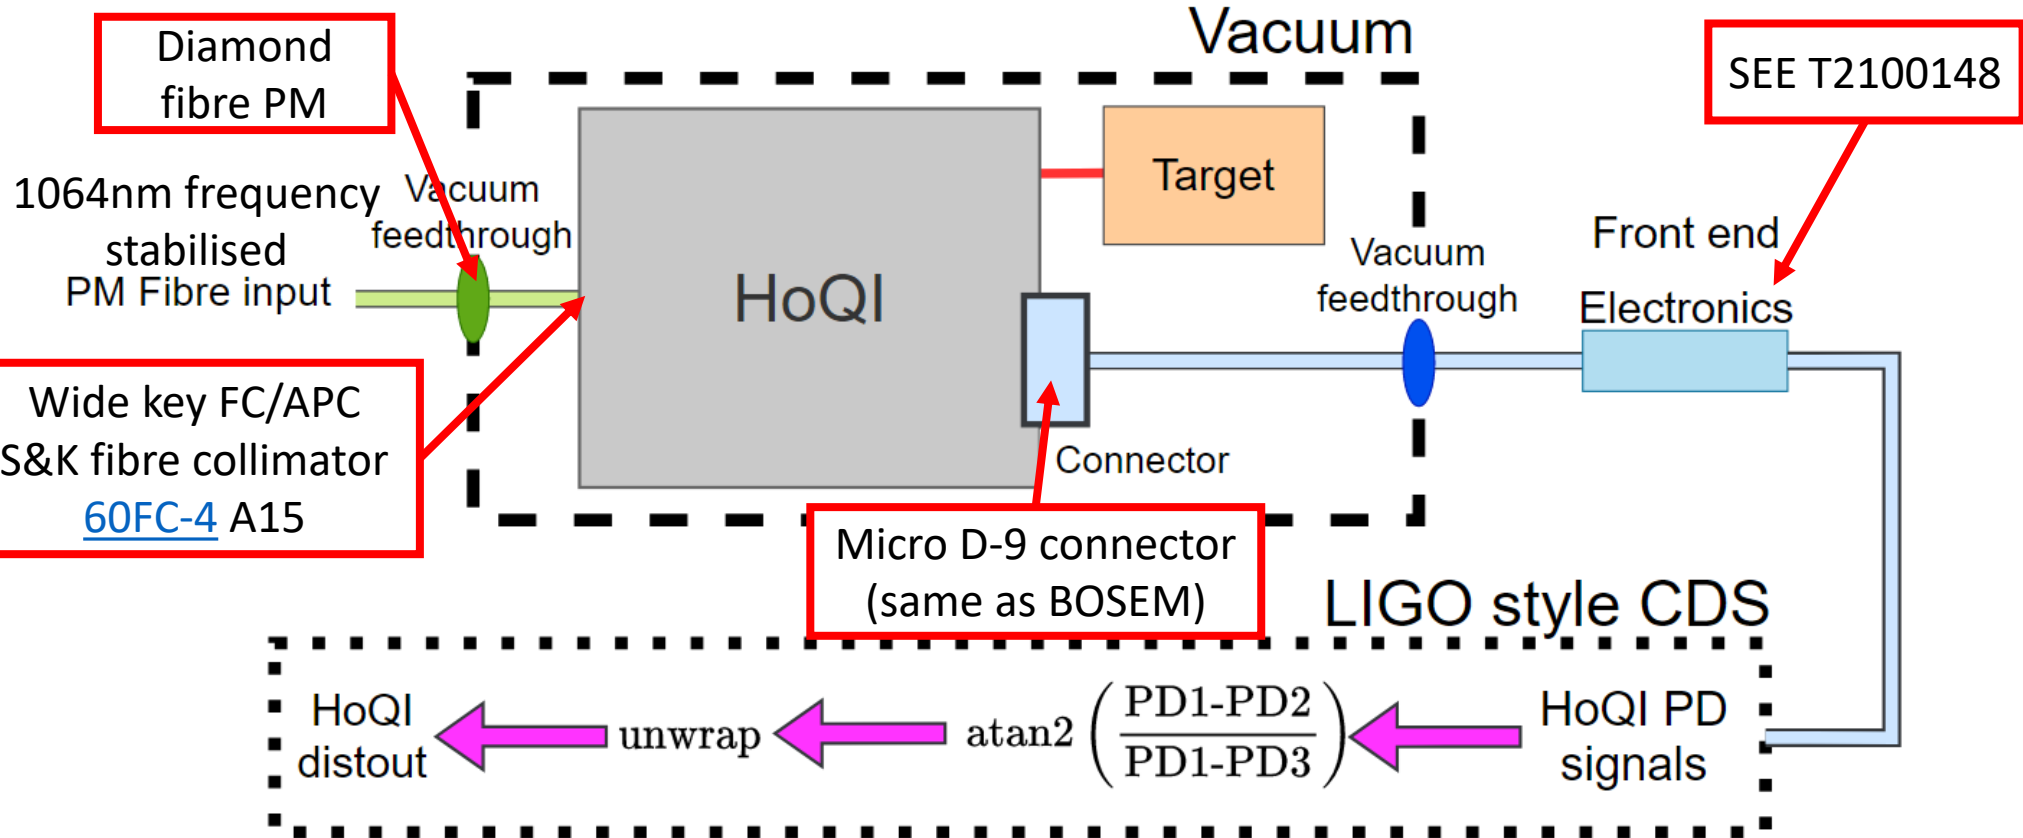 Diamond
fibre PM
Vacuum
SEE T2100148
1064nm frequency
stabilised
PM Fibre input
Vacuum
feedthrough
HoQI
Target
Vacuum
feedthrough
Front end
Electronics
Wide key FC/APC
S&K fibre collimator
60FC-4 A15
Connector
Micro D-9 connector
(same as BOSEM)
LIGO style CDS
HoQI
distout
unwrap
atan2 (PD1-PD2
PD1-PD3)
HoQI PD
signals